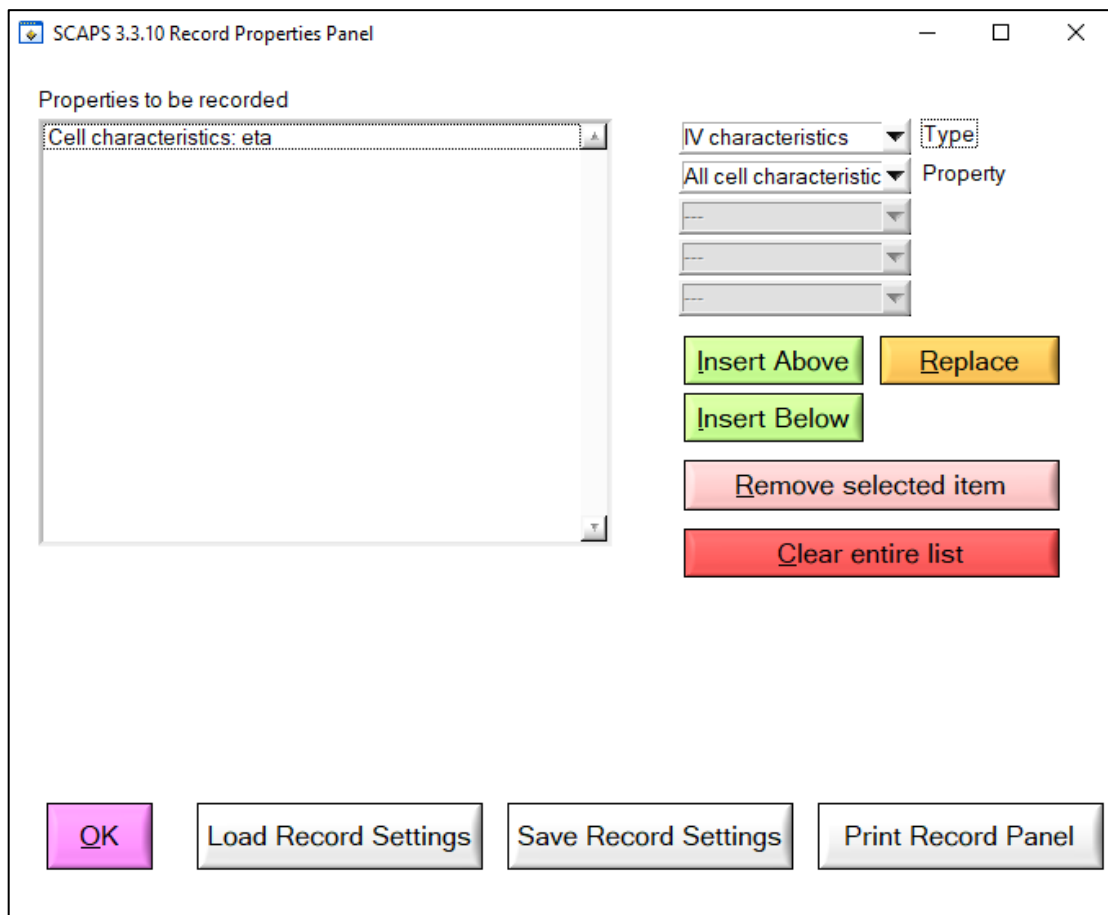 SCAPS 3.3.10 Record Properties Panel
Properties to be recorded
Cell characteristics: eta
IV characteristics Type
All cell characteristic Property
---
---
---
Insert Above Replace
Insert Below
Remove selected item
Clear entire list
OK Load Record Settings Save Record Settings Print Record Panel